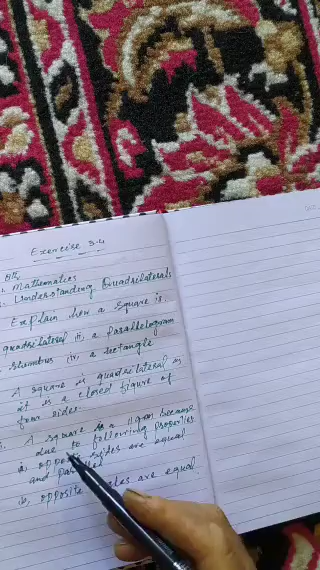 Exercise 3.4
8th
Mathematics
Understanding Quadrilaterals
Explain how a square is.
quadrilateral (ii) a parallelogram
rhombus (iv) a rectangle
A square is quadrilateral as
it is a closed figure of
four sides.
A square is a llgm because
due to following properties
a) opposite sides are equal
and parallel
b) opposite angles are equal